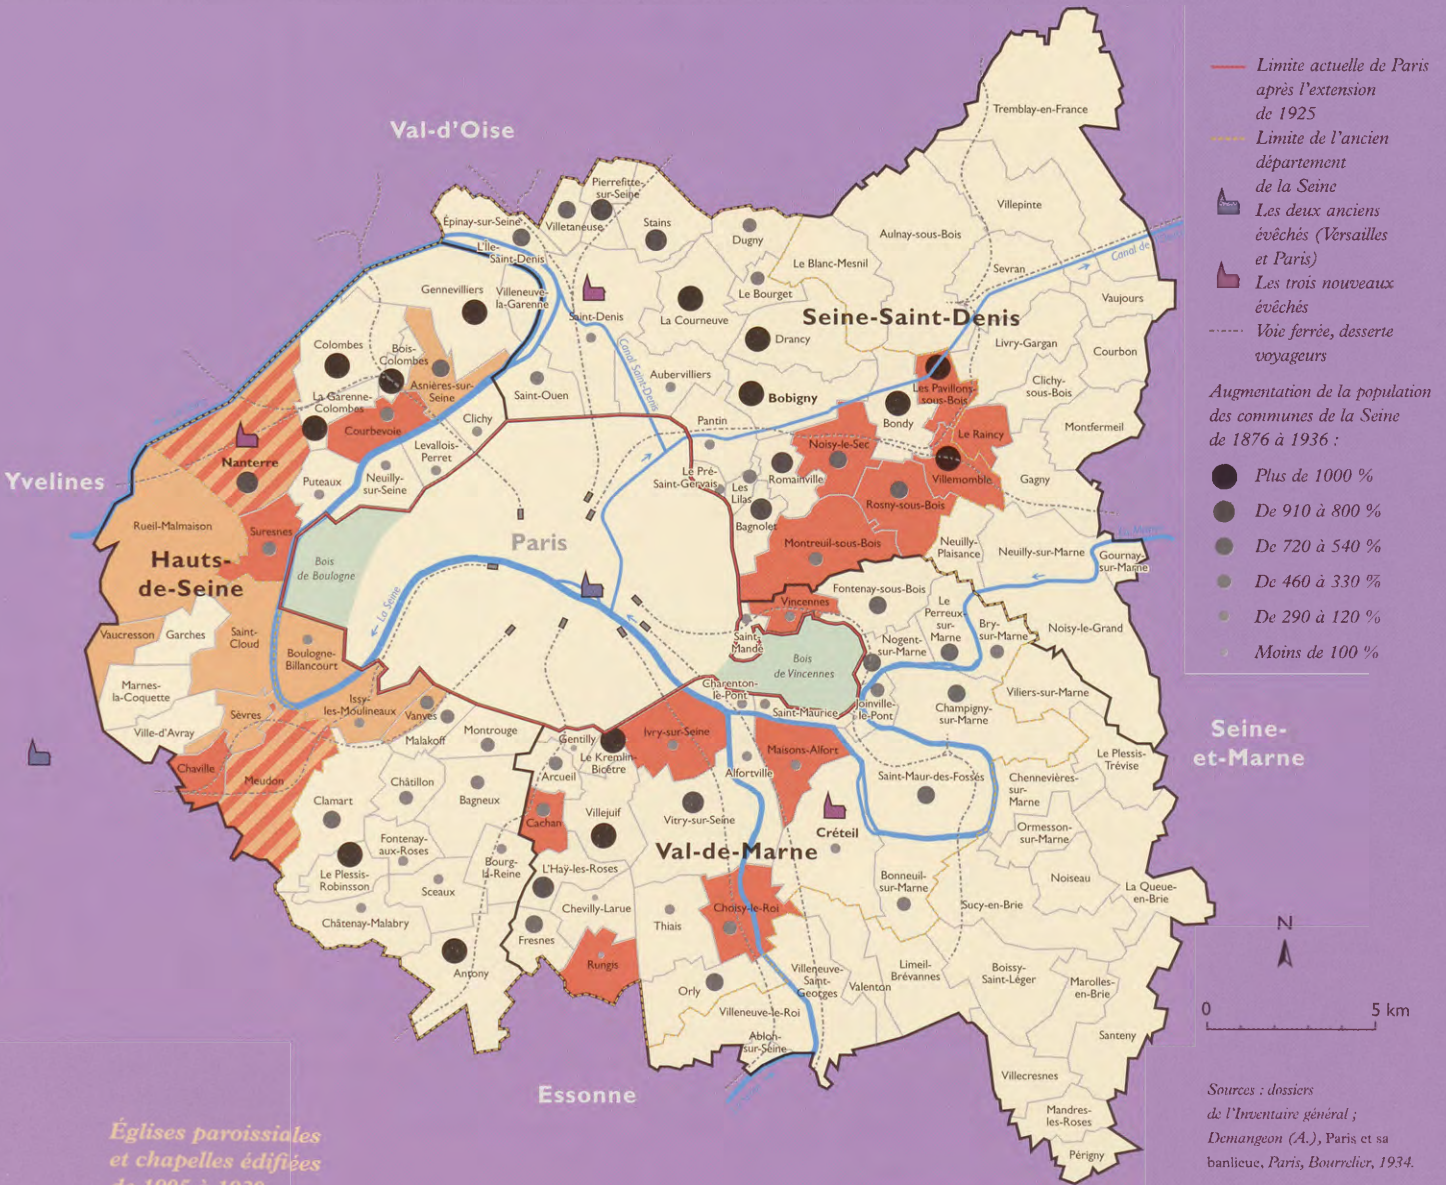 Val-d'Oise
Tremblay-en-France
Villepinte
Pierrefitte-
sur-Seine
Épinay-sur-Seine
Villetaneuse
Stains
Dugny
Aulnay-sous-Bois
L'Île-
Saint-Denis
Le Blanc-Mesnil
Sevran
Canal de
Gennevilliers
Villeneuve-
la-Garenne
Le Bourget
Vaujours
Saint-Denis
La Courneuve
Seine-Saint-Denis
Colombes
Bois-
Colombes
Canal Saint-Denis
Drancy
Livry-Gargan
Courbon
Asnières-sur-
Seine
Aubervilliers
Les Pavillons-
sous-Bois
Clichy-
sous-Bois
La Garenne-
Colombes
Saint-Ouen
Bobigny
Courbevoie
Clichy
Pantin
Bondy
Le Raincy
Montfermeil
Levallois-
Perret
Noisy-le-Sec
Nanterre
Yvelines
Puteaux
Neuilly-
sur-Seine
Le Pré-
Saint-Gervais
Les
Lilas
Romainville
Villemomble
Gagny
Rosny-sous-Bois
Bagnolet
Rueil-Malmaison
Suresnes
Paris
Montreuil-sous-Bois
Neuilly-
Plaisance
Neuilly-sur-Marne
Gournay-
sur-Marne
Hauts-
de-Seine
Bois
de Boulogne
La Seine
Fontenay-sous-Bois
Vincennes
Le
Perreux-
sur-
Marne
Vaucresson
Garches
Saint-
Cloud
Boulogne-
Billancourt
Saint-
Mandé
Bois
de Vincennes
Nogent-
sur-Marne
Bry-
sur-Marne
Noisy-le-Grand
Marnes-
la-Coquette
Sèvres
Issy-
les-Moulineaux
Vanves
Charenton-
le-Pont
Saint-Maurice
Joinville-
le-Pont
Champigny-
sur-Marne
Villiers-sur-Marne
Ville-d'Avray
Malakoff
Montrouge
Gentilly
Le Kremlin-
Bicêtre
Ivry-sur-Seine
Maisons-Alfort
Seine-
et-Marne
Chaville
Meudon
Châtillon
Arcueil
Alfortville
Saint-Maur-des-Fossés
Chennevières-
sur-
Marne
Le Plessis-
Trévise
Clamart
Bagneux
Cachan
Villejuif
Vitry-sur-Seine
Créteil
Ormesson-
sur-Marne
Fontenay-
aux-Roses
Bourg-
la-Reine
Val-de-Marne
Le Plessis-
Robinsson
Sceaux
L'Haÿ-les-Roses
Bonneuil-
sur-Marne
Noiseau
La Queue-
en-Brie
Châtenay-Malabry
Chevilly-Larue
Thiais
Choisy-le-Roi
Sucy-en-Brie
Fresnes
Antony
Rungis
Orly
Villeneuve-
Saint-
Georges
Valenton
Limeil-
Brévannes
Boissy-
Saint-Léger
Marolles-
en-Brie
Villeneuve-le-Roi
Ablon-
sur-Seine
Santeny
Essonne
Villecresnes
Mandres-
les-Roses
Périgny
Limite actuelle de Paris
après l'extension
de 1925
Limite de l'ancien
département
de la Seine
Les deux anciens
évêchés (Versailles
et Paris)
Les trois nouveaux
évêchés
Voie ferrée, desserte
voyageurs
Augmentation de la population
des communes de la Seine
de 1876 à 1936 :
Plus de 1000 %
De 910 à 800 %
De 720 à 540 %
De 460 à 330 %
De 290 à 120 %
Moins de 100 %
N
0 5 km
Sources : dossiers
de l'Inventaire général ;
Demangeon (A.), Paris et sa
banlieue, Paris, Bourrelier, 1934.
Églises paroissiales
et chapelles édifiées